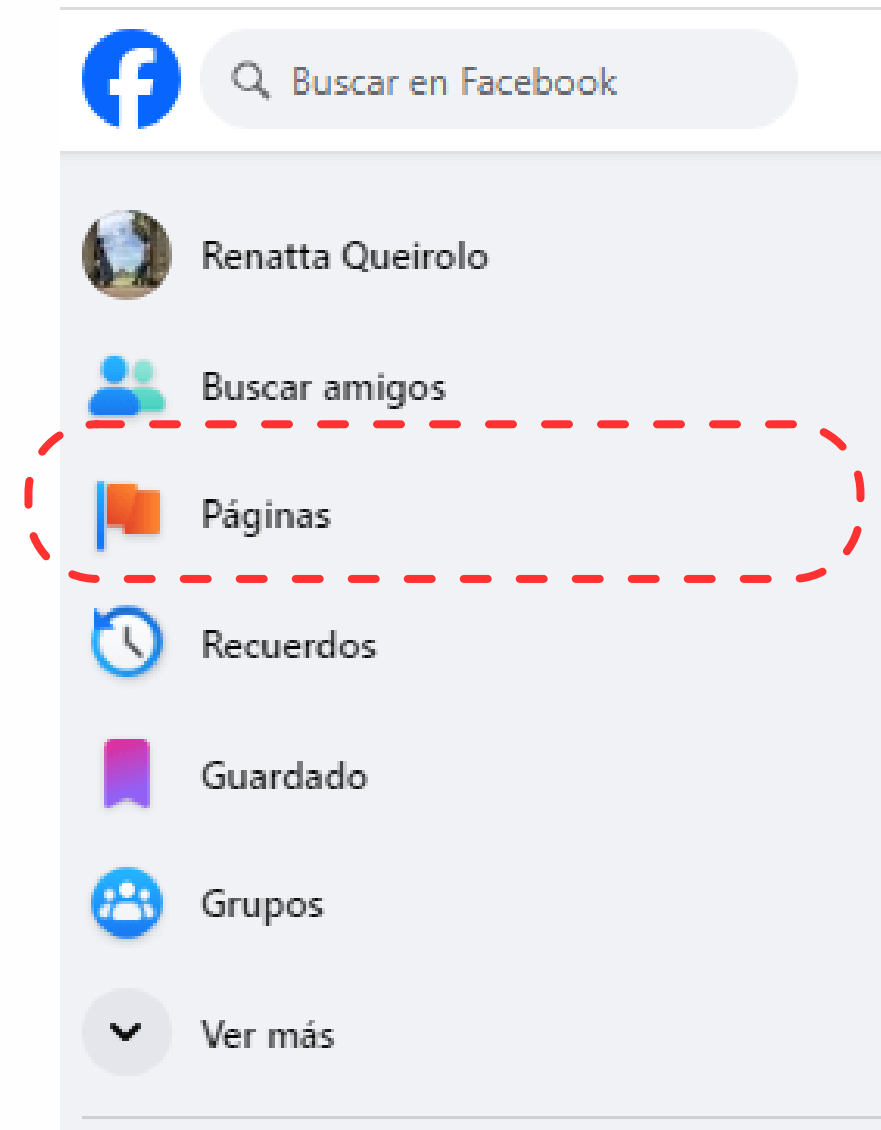 Buscar en Facebook
Renatta Queirolo
Buscar amigos
Páginas
Recuerdos
Guardado
Grupos
Ver más